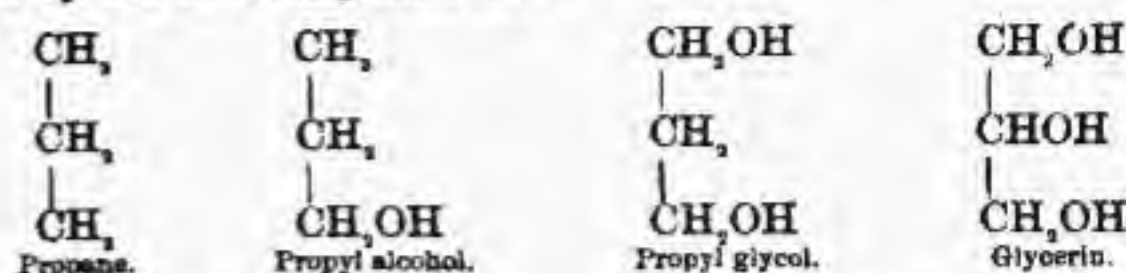 CH₃ CH₃ CH₂OH CH₂OH
CH₂ CH₂ CH₂ CHOH
CH₃ CH₂OH CH₂OH CH₂OH
Propane. Propyl alcohol. Propyl glycol. Glycerin.